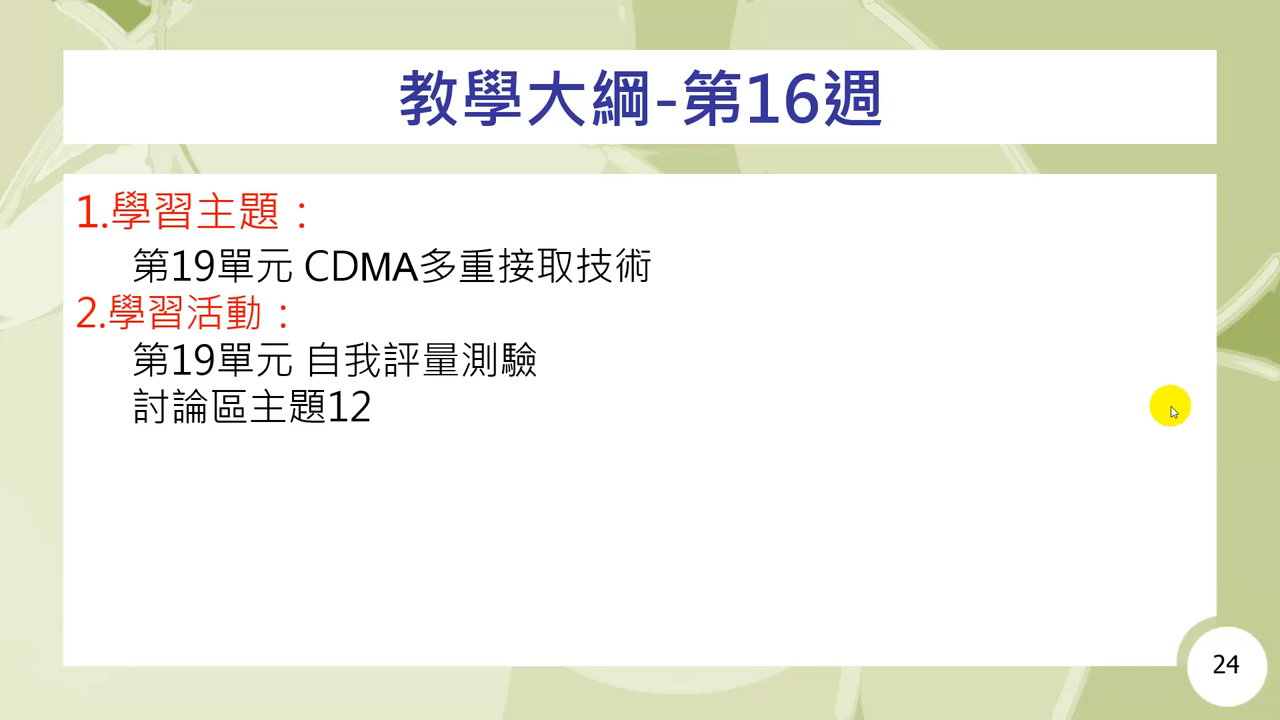 教學大綱-第16週
1.學習主題：
第19單元 CDMA多重接取技術
2.學習活動：
第19單元 自我評量測驗
討論區主題12
24